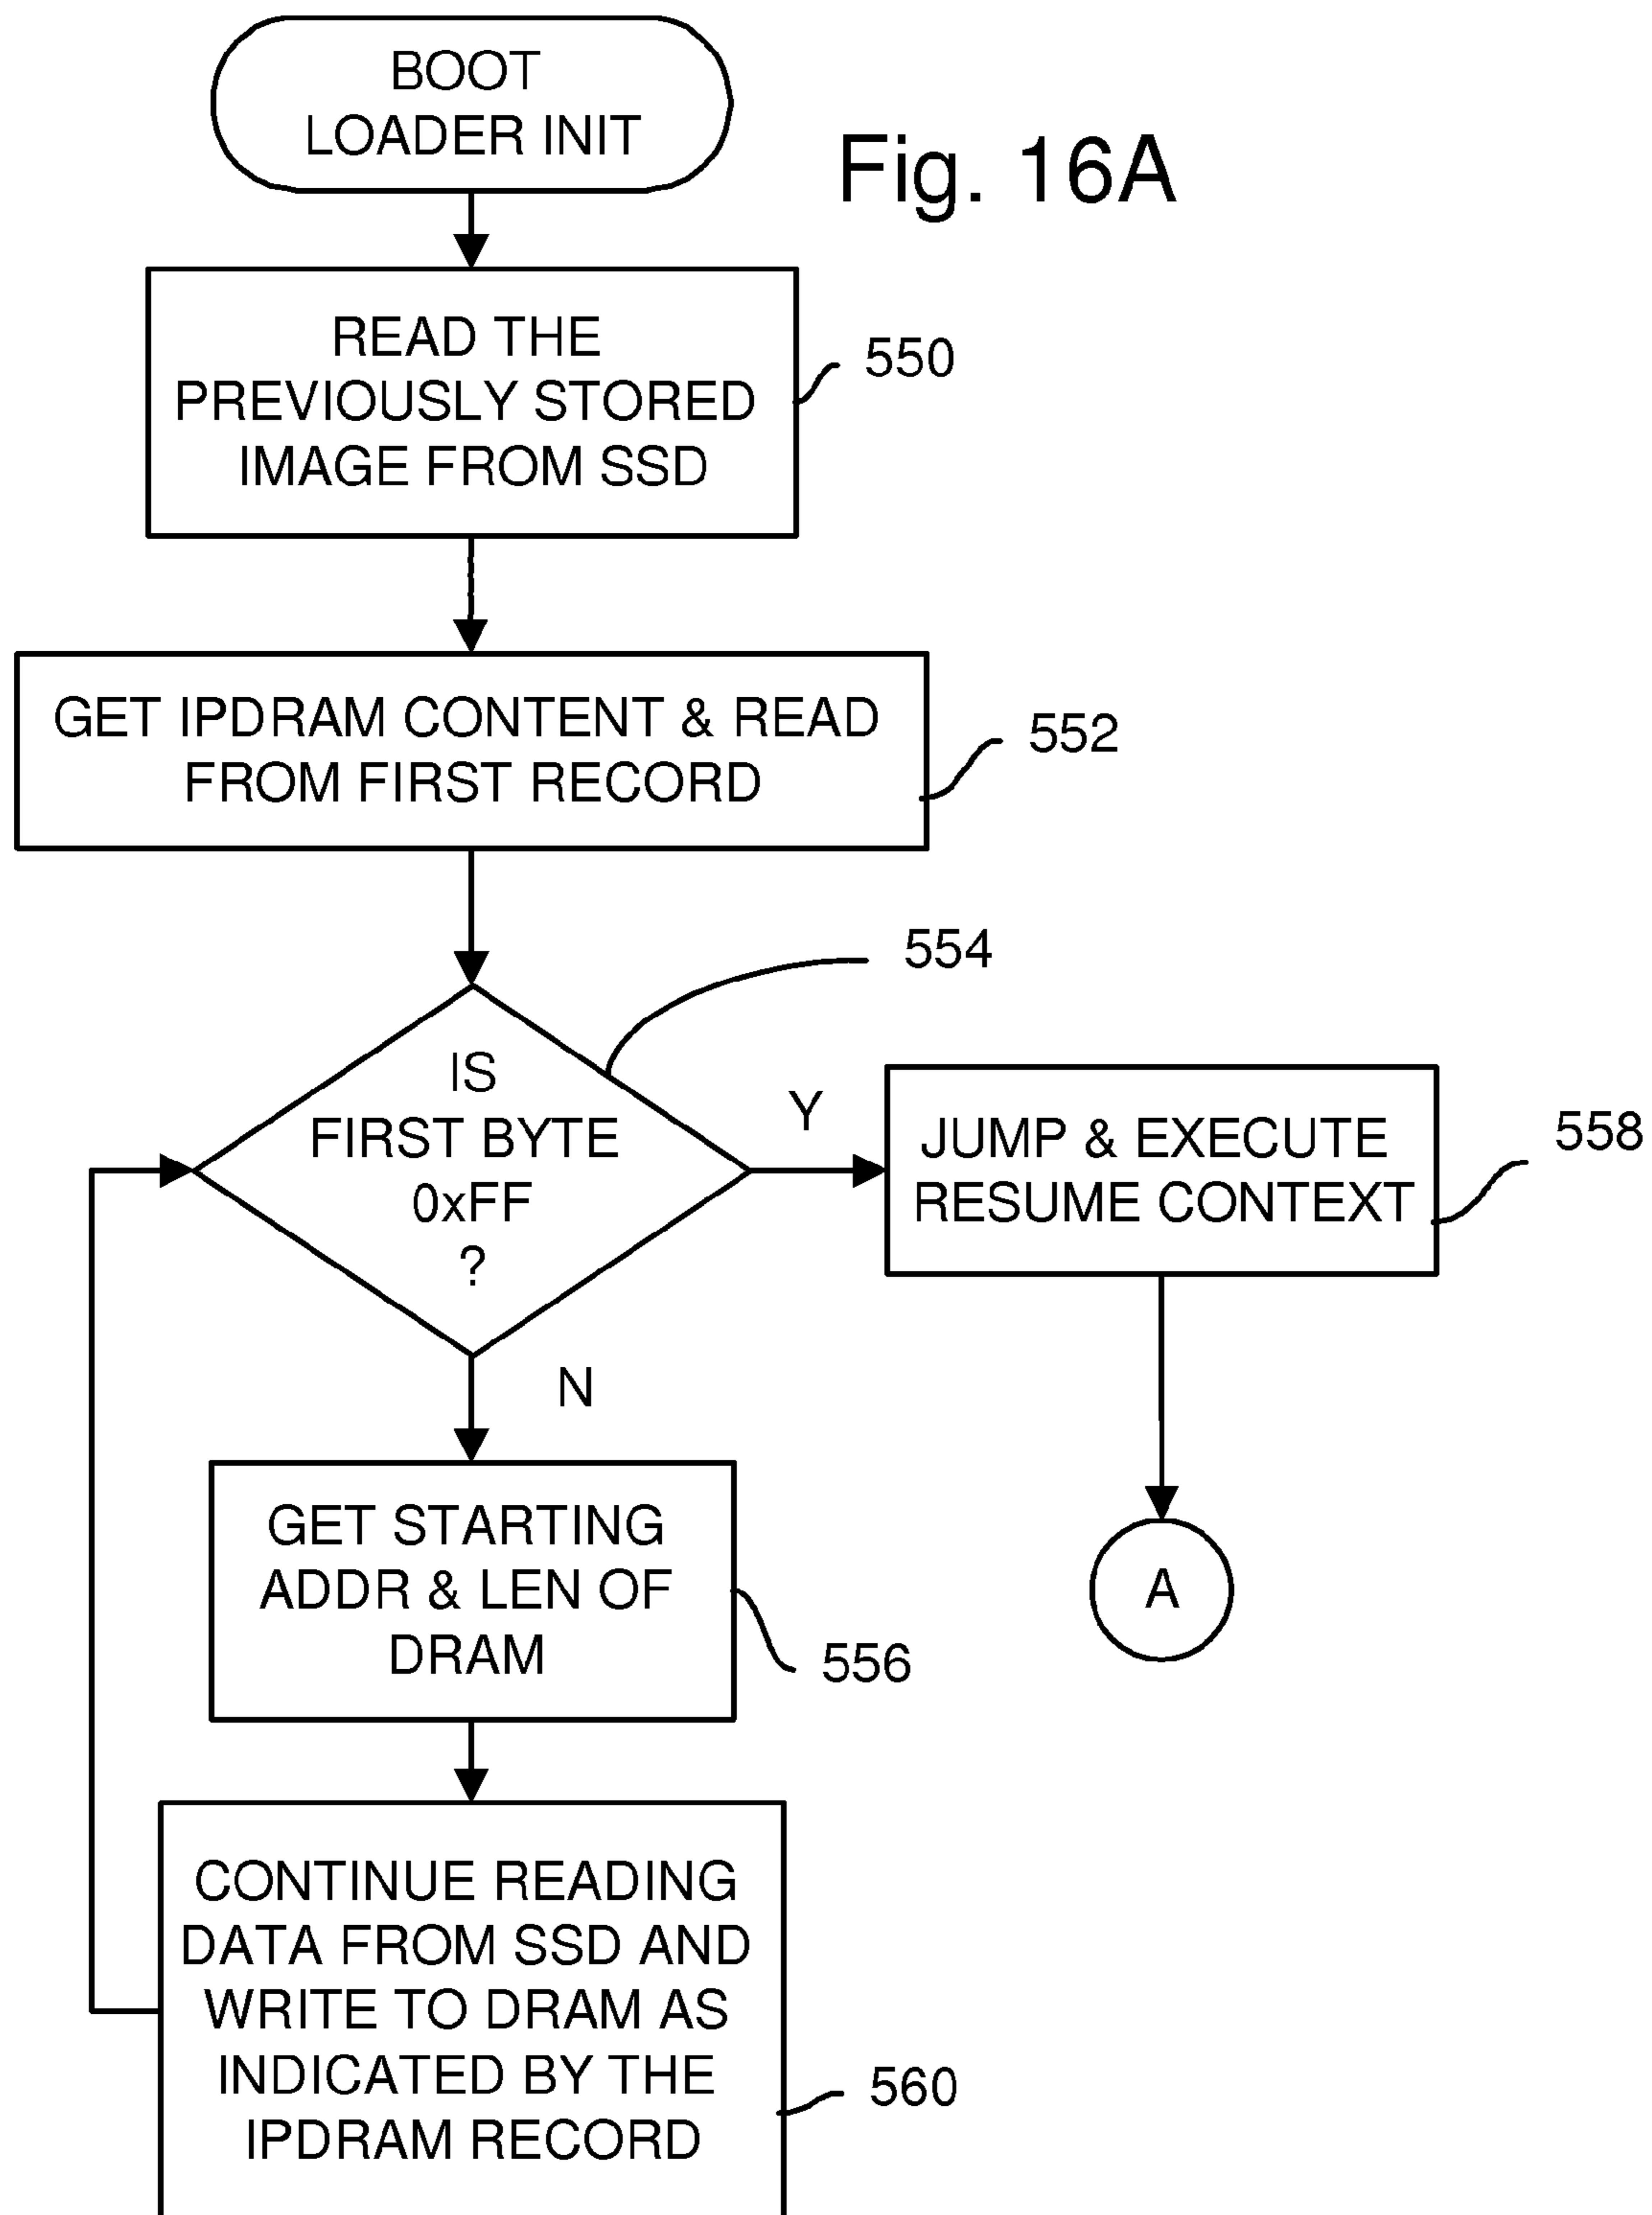 BOOT
LOADER INIT
Fig. 16A
READ THE
PREVIOUSLY STORED
IMAGE FROM SSD
550
GET IPDRAM CONTENT & READ
FROM FIRST RECORD
552
554
IS
FIRST BYTE
0xFF
?
Y
JUMP & EXECUTE
RESUME CONTEXT
558
N
GET STARTING
ADDR & LEN OF
DRAM
556
A
CONTINUE READING
DATA FROM SSD AND
WRITE TO DRAM AS
INDICATED BY THE
IPDRAM RECORD
560